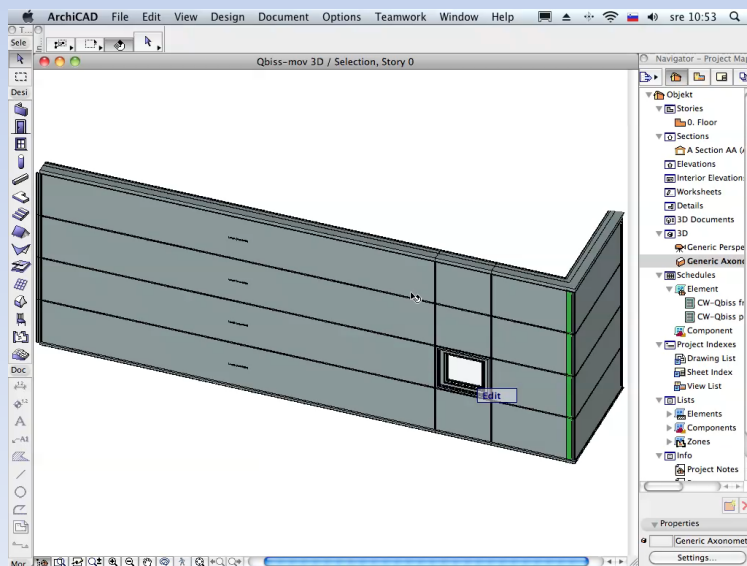 ArchiCAD File Edit View Design Document Options Teamwork Window Help sre 10:53
T...
Sele
Qbiss-mov 3D / Selection, Story 0
Navigator - Project Ma
Desi
Objekt
Stories
0. Floor
Sections
A Section AA (A
Elevations
Interior Elevation
Worksheets
Details
3D Documents
3D
Generic Perspe
Generic Axono
Schedules
Element
CW-Qbiss fr
CW-Qbiss p
Component
Project Indexes
Drawing List
Sheet Index
View List
Lists
Elements
Components
Zones
Info
Project Notes
Edit
Doc
A
A1
Properties
Generic Axonomet
Settings...
Mor